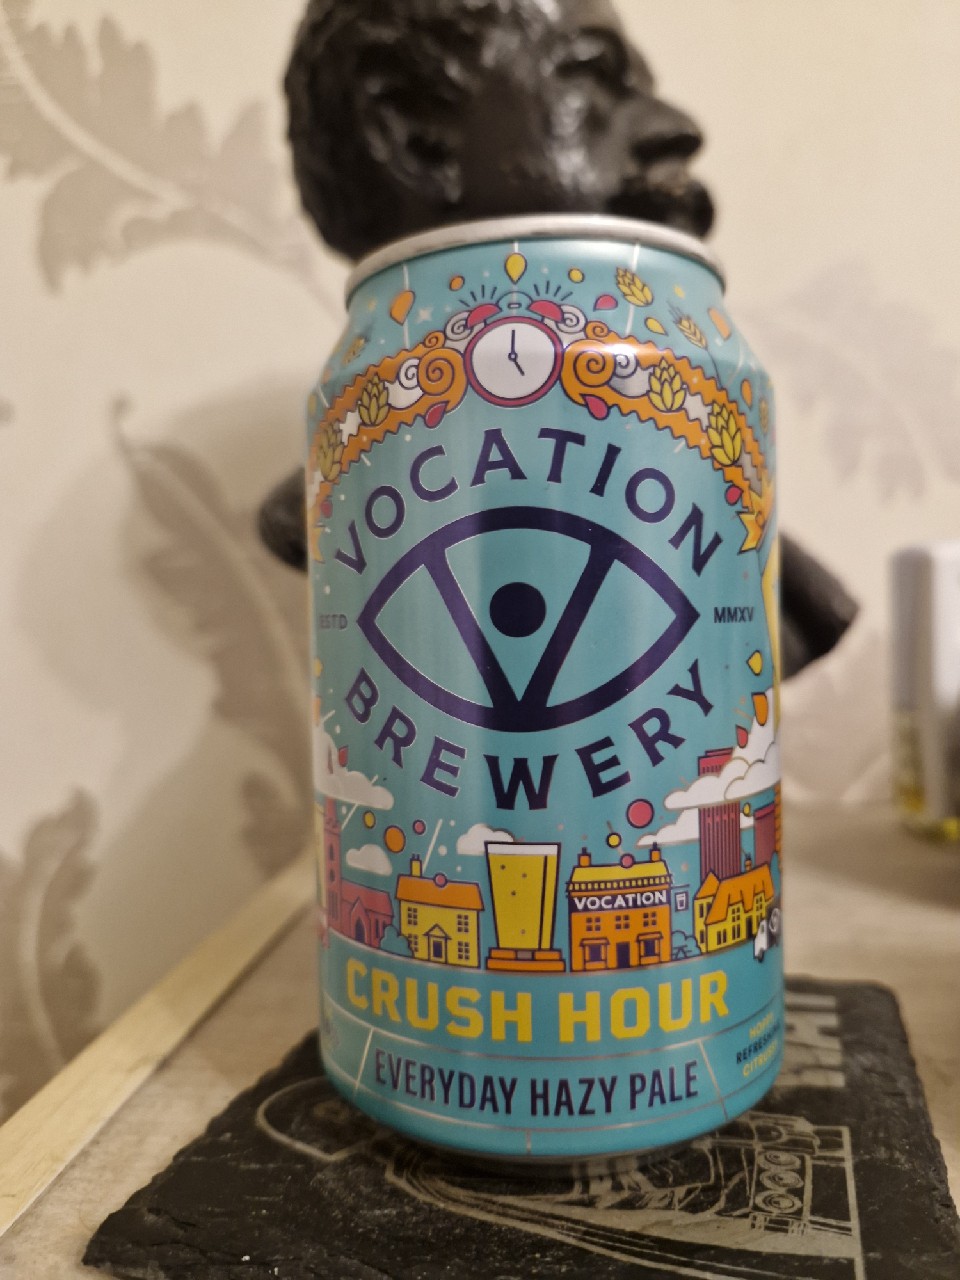 VOCATION
ESTD
MMXV
BREWERY
VOCATION
CRUSH HOUR
EVERYDAY HAZY PALE